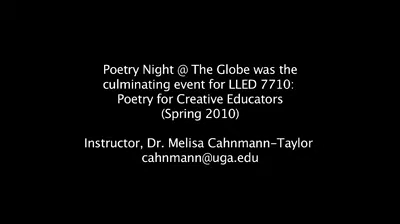 Poetry Night @ The Globe was the
culminating event for LLED 7710:
Poetry for Creative Educators
(Spring 2010)
Instructor, Dr. Melisa Cahnmann-Taylor
cahnmann@uga.edu